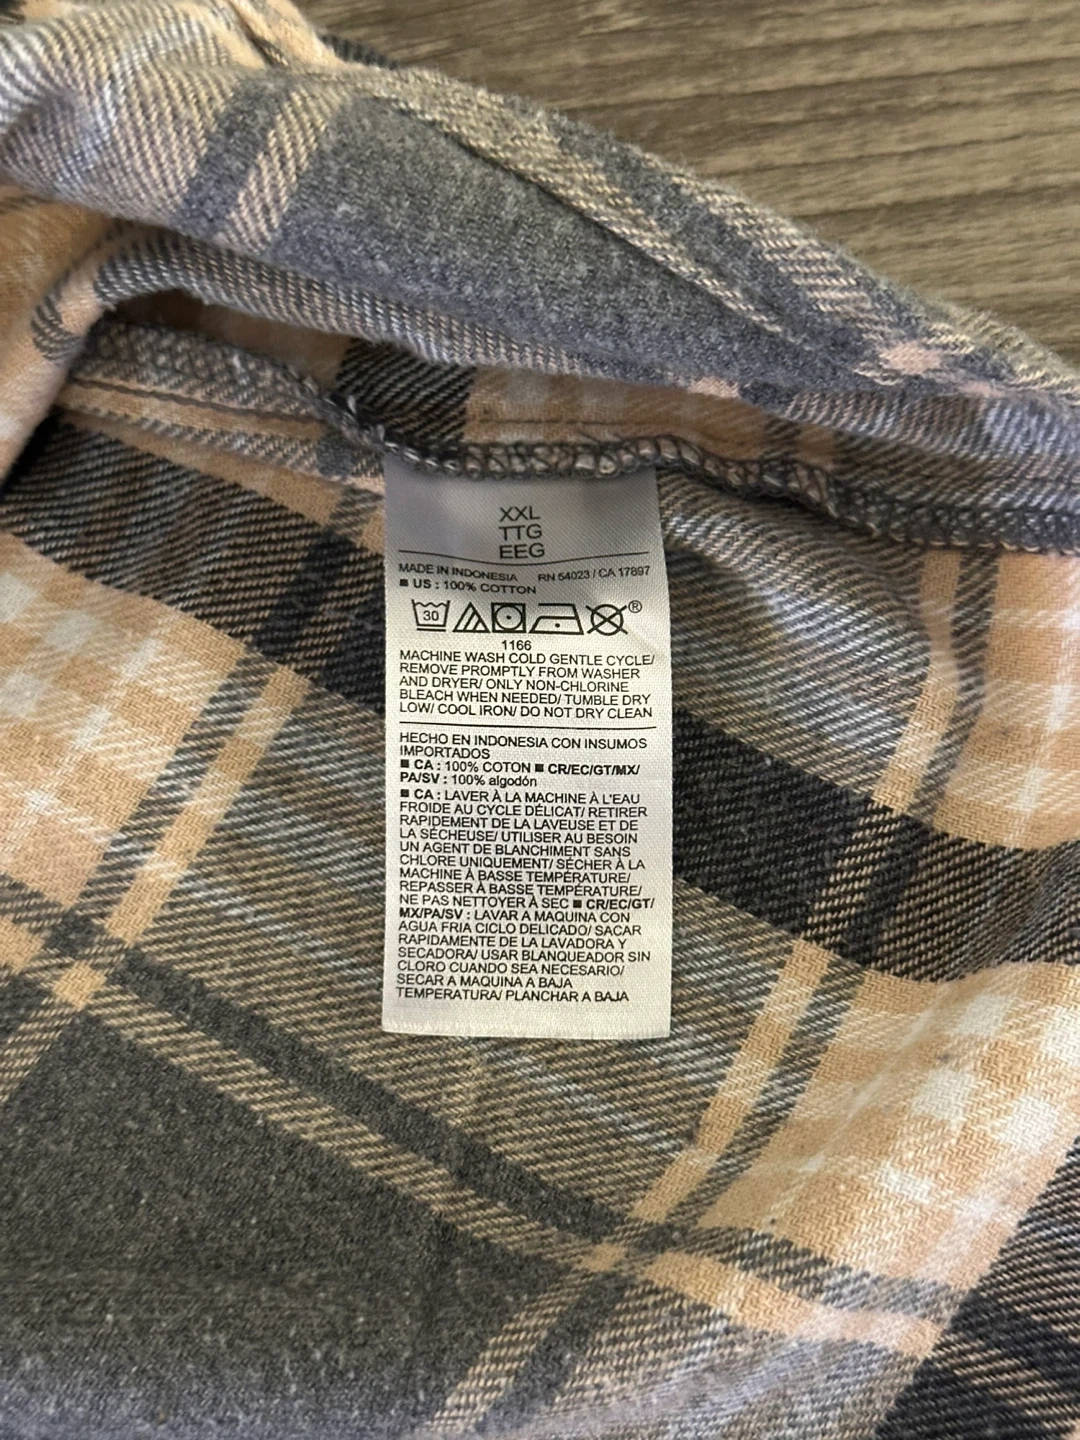 XXL
TTG
EEG
MADE IN INDONESIA RN 54023 / CA 17897
■ US : 100% COTTON
30 ®
1166
MACHINE WASH COLD GENTLE CYCLE/
REMOVE PROMPTLY FROM WASHER
AND DRYER/ ONLY NON-CHLORINE
BLEACH WHEN NEEDED/ TUMBLE DRY
LOW/ COOL IRON/ DO NOT DRY CLEAN
HECHO EN INDONESIA CON INSUMOS
IMPORTADOS
■ CA : 100% COTON ■ CR/EC/GT/MX/
PA/SV : 100% algodón
■ CA : LAVER À LA MACHINE À L'EAU
FROIDE AU CYCLE DÉLICAT/ RETIRER
RAPIDEMENT DE LA LAVEUSE ET DE
LA SÉCHEUSE/ UTILISER AU BESOIN
UN AGENT DE BLANCHIMENT SANS
CHLORE UNIQUEMENT/ SÉCHER À LA
MACHINE À BASSE TEMPÉRATURE/
REPASSER À BASSE TEMPÉRATURE/
NE PAS NETTOYER À SEC ■ CR/EC/GT/
MX/PA/SV : LAVAR A MAQUINA CON
AGUA FRIA CICLO DELICADO/ SACAR
RAPIDAMENTE DE LA LAVADORA Y
SECADORA/ USAR BLANQUEADOR SIN
CLORO CUANDO SEA NECESARIO/
SECAR A MAQUINA A BAJA
TEMPERATURA/ PLANCHAR A BAJA